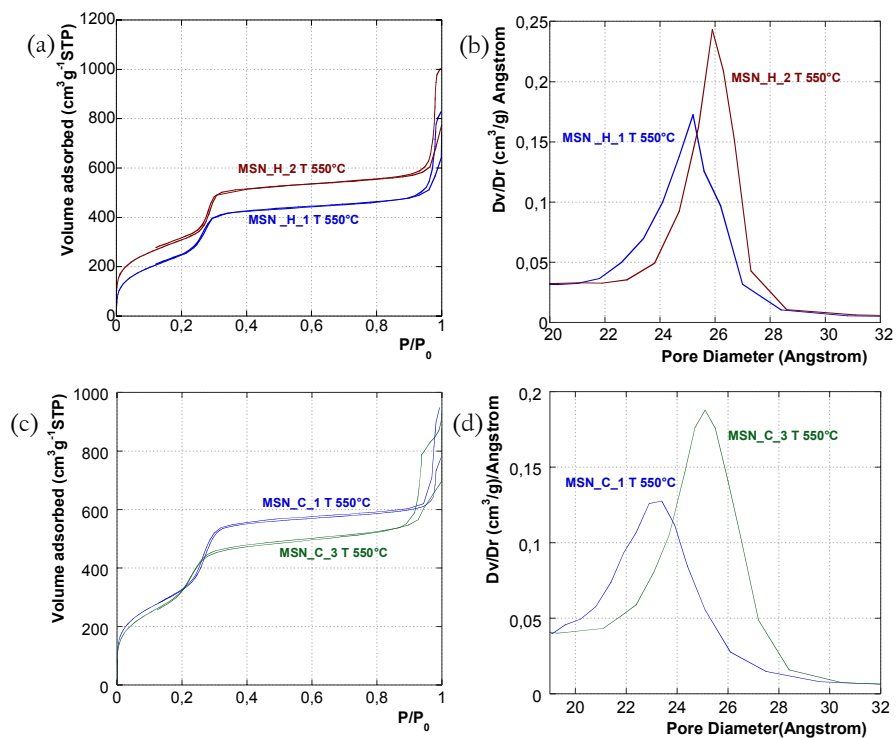 (a)
Volume adsorbed (cm³g⁻¹STP)
1200
1000
800
600
400
200
0
MSN_H_2 T 550°C
MSN _H_1 T 550°C
0
0,2
0,4
0,6
0,8
1
P/P₀
(b)
Dv/Dr (cm³/g) Angstrom
0,25
0,2
0,15
0,1
0,05
0
MSN_H_2 T 550°C
MSN _H_1 T 550°C
20
22
24
26
28
30
32
Pore Diameter (Angstrom)
(c)
Volume adsorbed (cm³g⁻¹STP)
1000
800
600
400
200
0
MSN_C_1 T 550°C
MSN_C_3 T 550°C
0
0,2
0,4
0,6
0,8
1
P/P₀
(d)
Dv/Dr (cm³/g)/Angstrom
0,2
0,15
0,1
0,05
0
MSN_C_3 T 550°C
MSN_C_1 T 550°C
20
22
24
26
28
30
32
Pore Diameter(Angstrom)